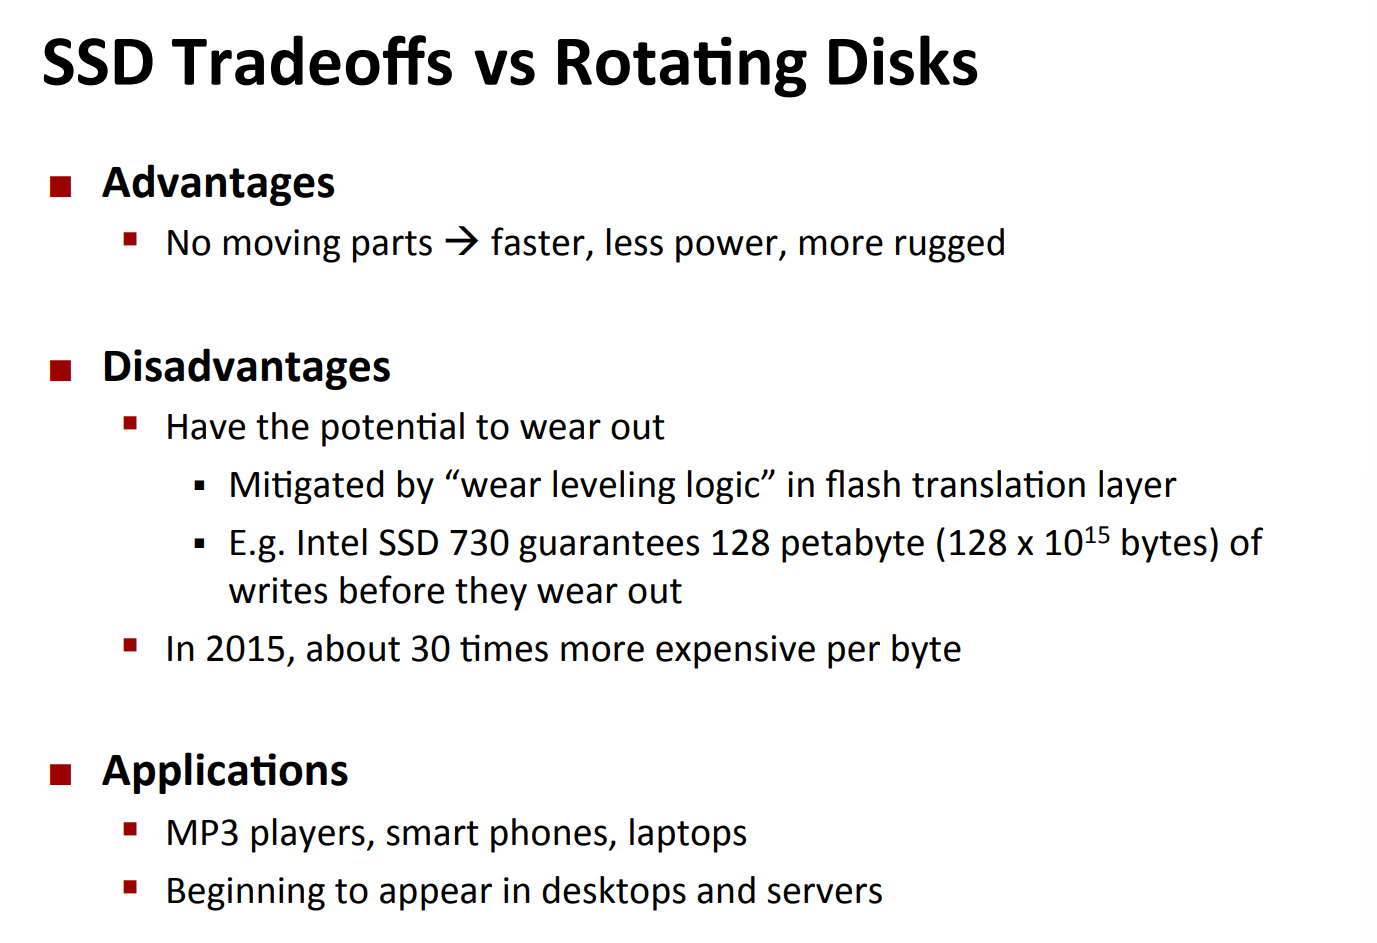 SSD Tradeoffs vs Rotating Disks
■ Advantages
▪ No moving parts → faster, less power, more rugged
■ Disadvantages
▪ Have the potential to wear out
▪ Mitigated by “wear leveling logic” in flash translation layer
▪ E.g. Intel SSD 730 guarantees 128 petabyte (128 x 10¹⁵ bytes) of
writes before they wear out
▪ In 2015, about 30 times more expensive per byte
■ Applications
▪ MP3 players, smart phones, laptops
▪ Beginning to appear in desktops and servers